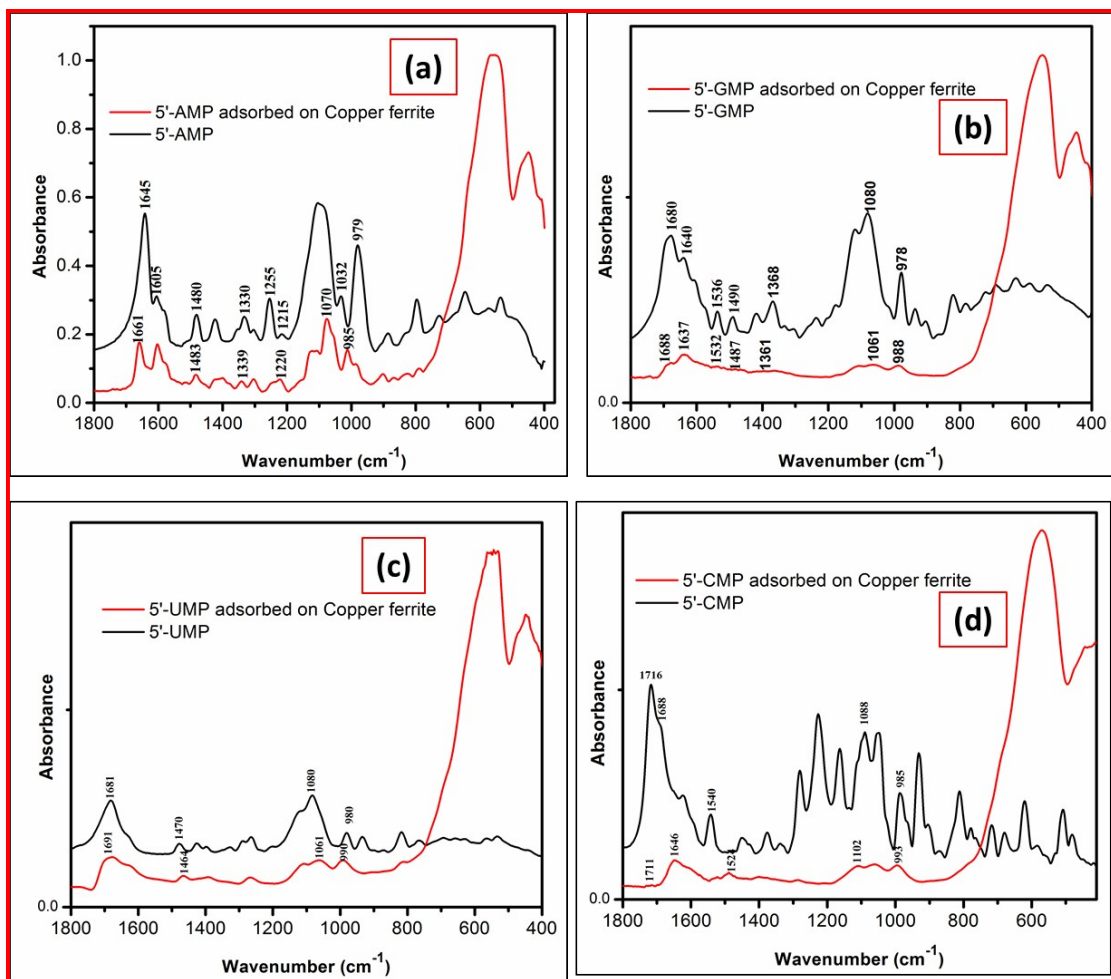 (a)
5'-AMP adsorbed on Copper ferrite
5'-AMP
Absorbance
1.0
0.8
0.6
0.4
0.2
0.0
1645
1605
1661
1480
1483
1330
1339
1255
1215
1220
1070
1032
979
985
1800 1600 1400 1200 1000 800 600 400
Wavenumber (cm⁻¹)
(b)
5'-GMP adsorbed on Copper ferrite
5'-GMP
Absorbance
0.0
1680
1640
1688
1637
1536
1490
1532
1487
1368
1361
1080
1061
978
988
1800 1600 1400 1200 1000 800 600 400
Wavenumber (cm⁻¹)
(c)
5'-UMP adsorbed on Copper ferrite
5'-UMP
Absorbance
0.0
1681
1691
1470
1464
1080
1061
980
990
1800 1600 1400 1200 1000 800 600 400
Wavenumber (cm⁻¹)
(d)
5'-CMP adsorbed on Copper ferrite
5'-CMP
Absorbance
0.0
1716
1688
1711
1646
1540
1524
1088
1102
985
993
1800 1600 1400 1200 1000 800 600
Wavenumber (cm⁻¹)